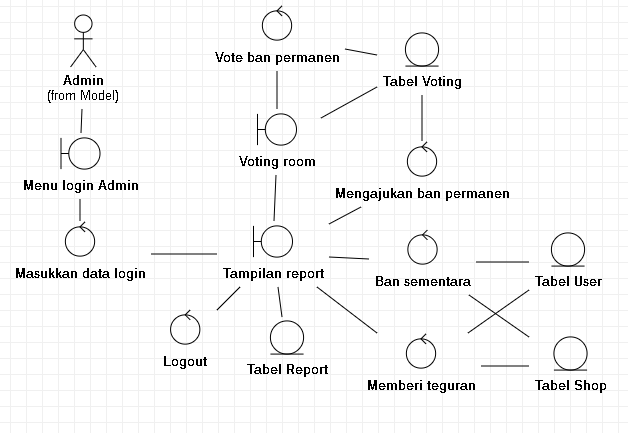 Vote ban permanen
Admin
(from Model)
Tabel Voting
Voting room
Menu login Admin
Mengajukan ban permanen
Masukkan data login
Tampilan report
Ban sementara
Tabel User
Logout
Tabel Report
Memberi teguran
Tabel Shop